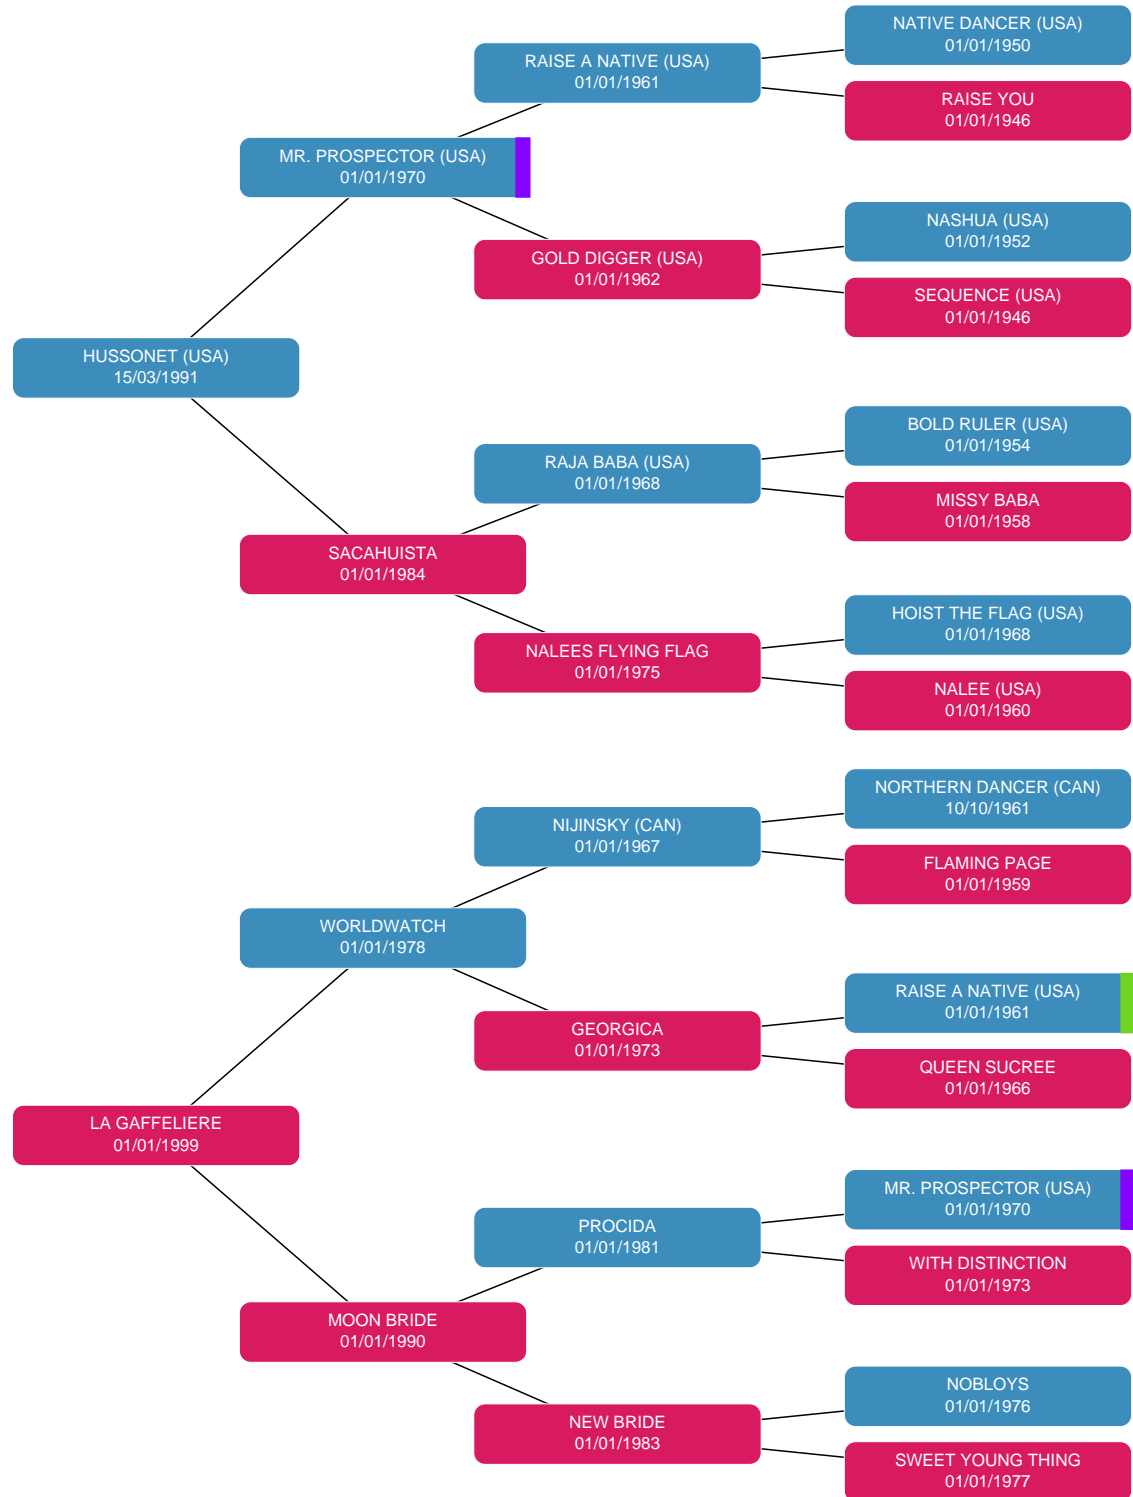 NATIVE DANCER (USA)
01/01/1950
RAISE A NATIVE (USA)
01/01/1961
RAISE YOU
01/01/1946
MR. PROSPECTOR (USA)
01/01/1970
NASHUA (USA)
01/01/1952
GOLD DIGGER (USA)
01/01/1962
SEQUENCE (USA)
01/01/1946
HUSSONET (USA)
15/03/1991
BOLD RULER (USA)
01/01/1954
RAJA BABA (USA)
01/01/1968
MISSY BABA
01/01/1958
SACAHUISTA
01/01/1984
HOIST THE FLAG (USA)
01/01/1968
NALEES FLYING FLAG
01/01/1975
NALEE (USA)
01/01/1960
NORTHERN DANCER (CAN)
10/10/1961
NIJINSKY (CAN)
01/01/1967
FLAMING PAGE
01/01/1959
WORLDWATCH
01/01/1978
RAISE A NATIVE (USA)
01/01/1961
GEORGICA
01/01/1973
QUEEN SUCREE
01/01/1966
LA GAFFELIERE
01/01/1999
MR. PROSPECTOR (USA)
01/01/1970
PROCIDA
01/01/1981
WITH DISTINCTION
01/01/1973
MOON BRIDE
01/01/1990
NOBLOYS
01/01/1976
NEW BRIDE
01/01/1983
SWEET YOUNG THING
01/01/1977